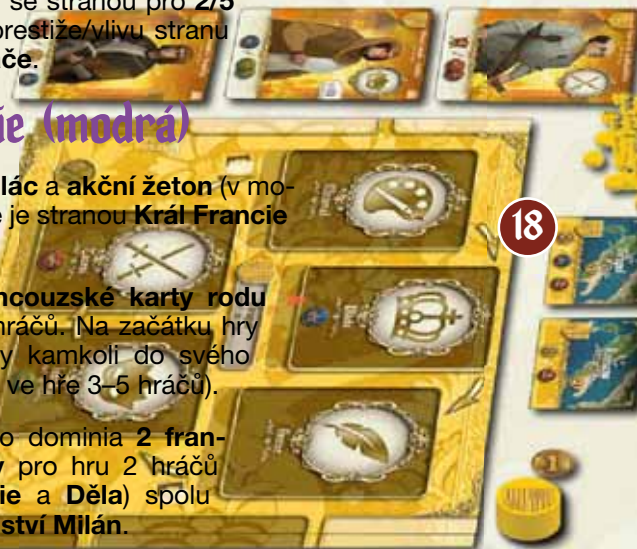 se stranou pro 2/5
prestiže/vlivu stranu
če.
ie (modrá)
lác a akční žeton (v mo-
e je stranou Král Francie
18
ncouzské karty rodu
hráčů. Na začátku hry
y kamkoli do svého
ve hře 3–5 hráčů).
o dominia 2 fran-
y pro hru 2 hráčů
ie a Děla) spolu
ství Milán.